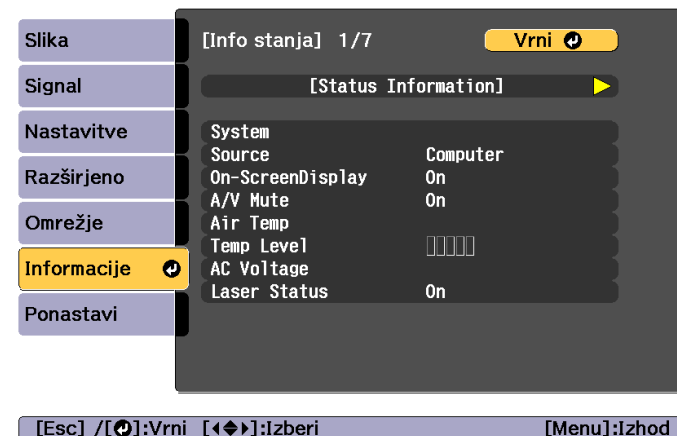 Slika
Signal
Nastavitve
Razširjeno
Omrežje
Informacije
Ponastavi
[Info stanja] 1/7
Vrni
[Status Information]
System
Source Computer
On-ScreenDisplay On
A/V Mute On
Air Temp
Temp Level
AC Voltage
Laser Status On
[Esc] /[ ]:Vrni [ ]:Izberi [Menu]:Izhod